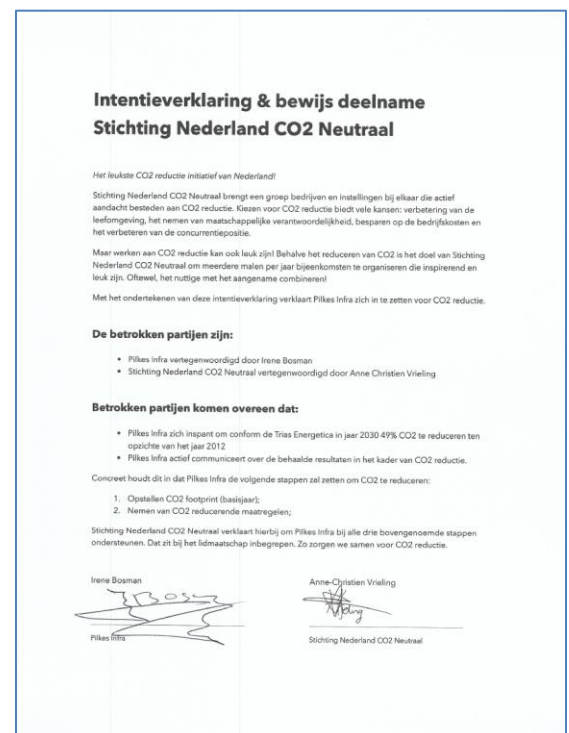 Intentieverklaring & bewijs deelname
Stichting Nederland CO2 Neutraal
Het leukste CO2 reductie initiatief van Nederland!
Stichting Nederland CO2 Neutraal brengt een groep bedrijven en instellingen bij elkaar die actief
aandacht besteden aan CO2 reductie. Kiezen voor CO2 reductie biedt vele kansen: verbetering van de
leefomgeving, het nemen van maatschappelijke verantwoordelijkheid, besparen op de bedrijfskosten en
het verbeteren van de concurrentiepositie.
Maar werken aan CO2 reductie kan ook leuk zijn! Behalve het reduceren van CO2 is het doel van Stichting
Nederland CO2 Neutraal om meerdere malen per jaar bijeenkomsten te organiseren die inspirerend en
leuk zijn. Oftewel, het nuttige met het aangename combineren!
Met het ondertekenen van deze intentieverklaring verklaart Pilkes Infra zich in te zetten voor CO2 reductie.
De betrokken partijen zijn:
• Pilkes Infra vertegenwoordigd door Irene Bosman
• Stichting Nederland CO2 Neutraal vertegenwoordigd door Anne Christien Vrieling
Betrokken partijen komen overeen dat:
• Pilkes Infra zich inspant om conform de Trias Energetica in jaar 2030 49% CO2 te reduceren ten
opzichte van het jaar 2012
• Pilkes Infra actief communiceert over de behaalde resultaten in het kader van CO2 reductie.
Concreet houdt dit in dat Pilkes Infra de volgende stappen zal zetten om CO2 te reduceren:
1. Opstellen CO2 footprint (basisjaar);
2. Nemen van CO2 reducerende maatregelen;
Stichting Nederland CO2 Neutraal verklaart hierbij om Pilkes Infra bij alle drie bovengenoemde stappen
ondersteunen. Dat zit bij het lidmaatschap inbegrepen. Zo zorgen we samen voor CO2 reductie.
Irene Bosman
Anne-Christien Vrieling
Pilkes Infra
Stichting Nederland CO2 Neutraal